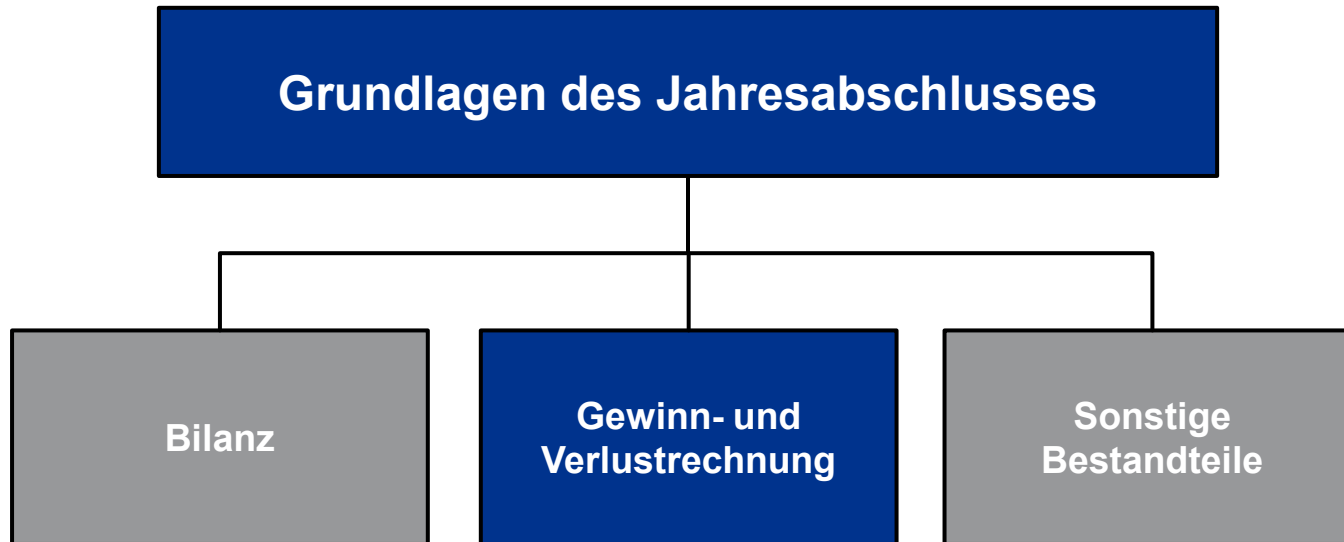 Grundlagen des Jahresabschlusses
Bilanz
Gewinn- und
Verlustrechnung
Sonstige
Bestandteile